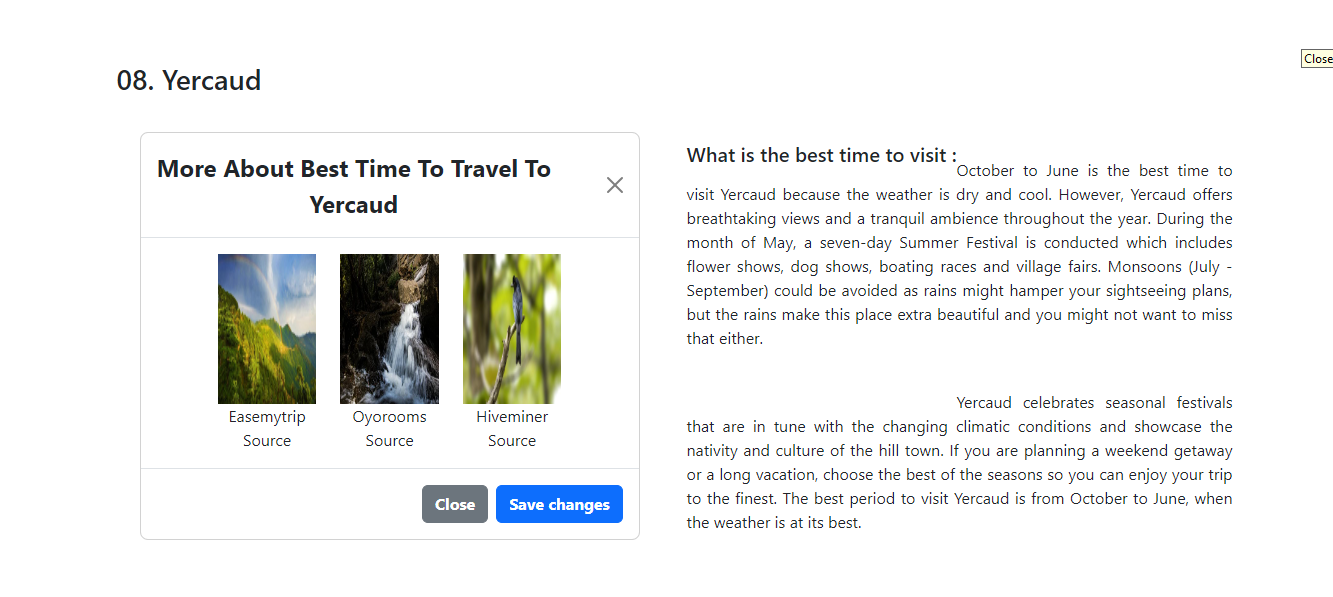 Close
08. Yercaud
More About Best Time To Travel To
Yercaud
Easemytrip
Source
Oyorooms
Source
Hiveminer
Source
Close
Save changes
What is the best time to visit :
October to June is the best time to
visit Yercaud because the weather is dry and cool. However, Yercaud offers
breathtaking views and a tranquil ambience throughout the year. During the
month of May, a seven-day Summer Festival is conducted which includes
flower shows, dog shows, boating races and village fairs. Monsoons (July -
September) could be avoided as rains might hamper your sightseeing plans,
but the rains make this place extra beautiful and you might not want to miss
that either.
Yercaud celebrates seasonal festivals
that are in tune with the changing climatic conditions and showcase the
nativity and culture of the hill town. If you are planning a weekend getaway
or a long vacation, choose the best of the seasons so you can enjoy your trip
to the finest. The best period to visit Yercaud is from October to June, when
the weather is at its best.